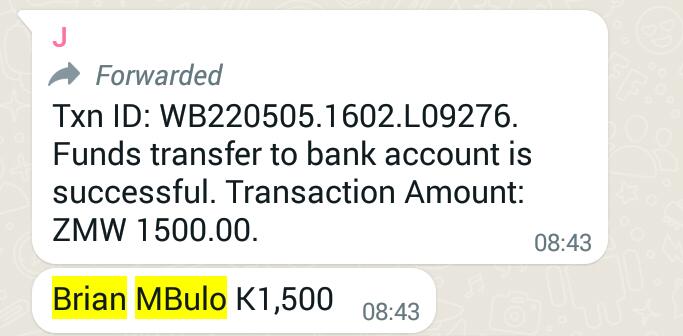 J
Forwarded
Txn ID: WB220505.1602.L09276.
Funds transfer to bank account is
successful. Transaction Amount:
ZMW 1500.00.
08:43
Brian MBulo K1,500
08:43